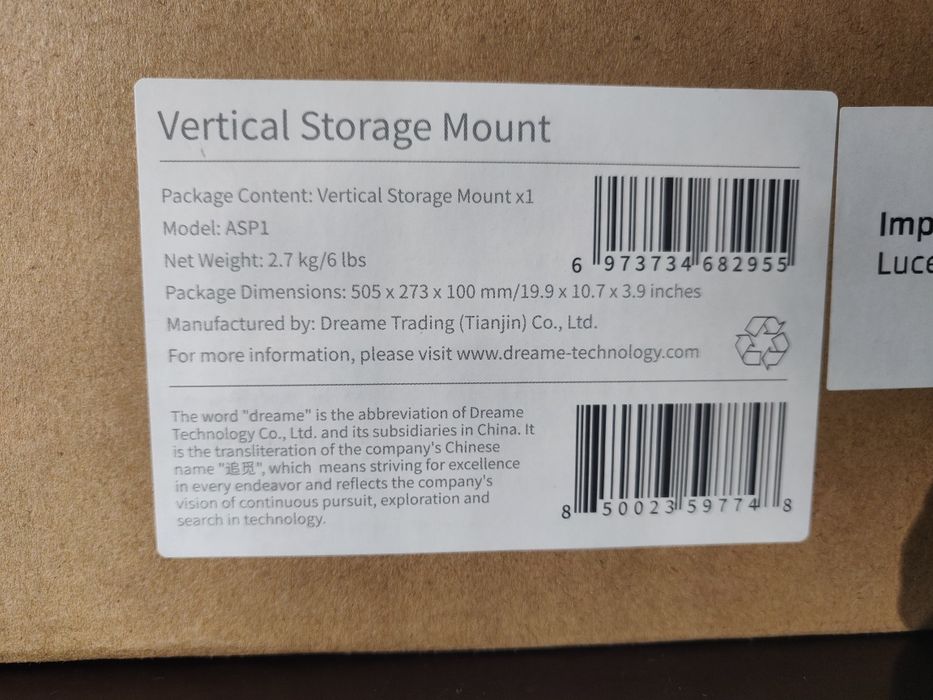 Vertical Storage Mount
Package Content: Vertical Storage Mount x1
Model: ASP1
Net Weight: 2.7 kg/6 lbs
Package Dimensions: 505 x 273 x 100 mm/19.9 x 10.7 x 3.9 inches
Manufactured by: Dreame Trading (Tianjin) Co., Ltd.
For more information, please visit www.dreame-technology.com
6 973734 682955
The word "dreame" is the abbreviation of Dreame
Technology Co., Ltd. and its subsidiaries in China. It
is the transliteration of the company's Chinese
name "追觅", which means striving for excellence
in every endeavor and reflects the company's
vision of continuous pursuit, exploration and
search in technology.
8 50023 59774 8
Imp
Luce